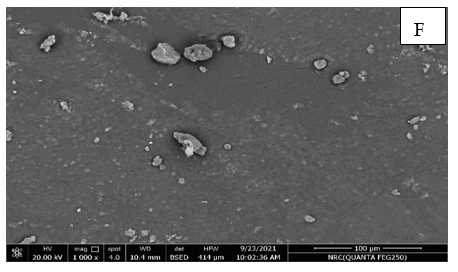 F
HV mag □ spot WD det HFW 9/23/2021 100 µm
20.00 kV 1 000 x 4.0 10.4 mm BSED 414 µm 10:02:36 AM NRC(QUANTA FEG250)